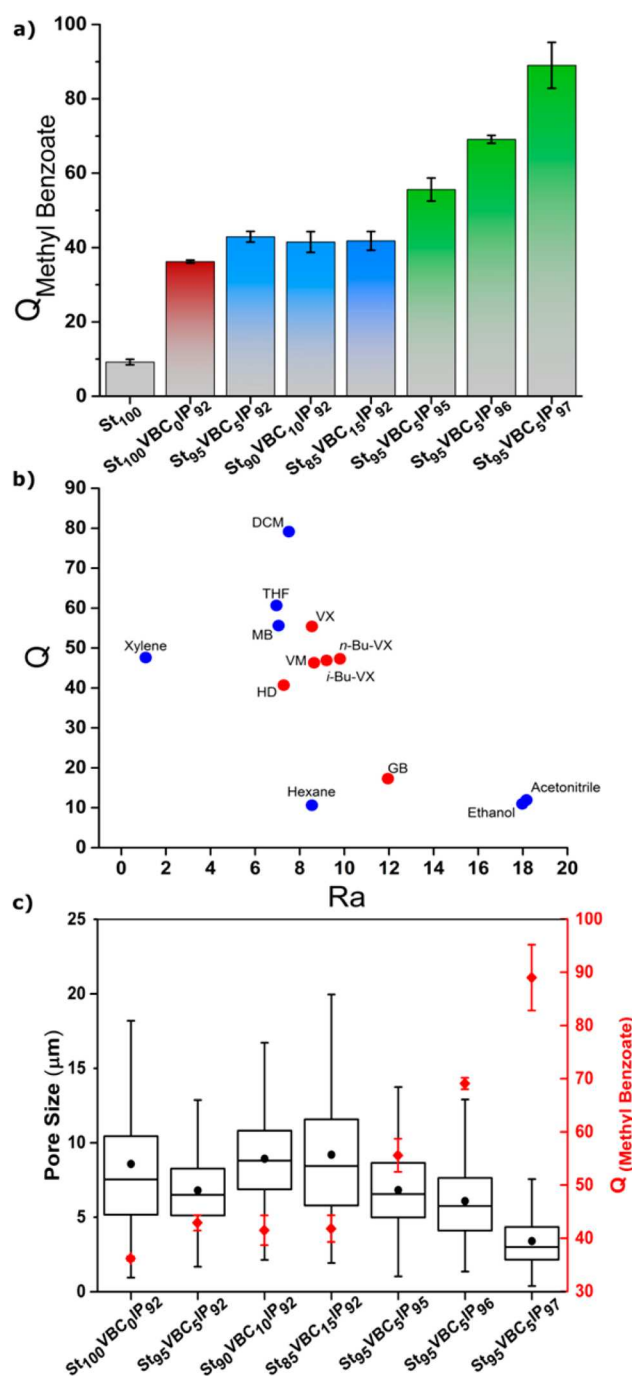 a)
Q Methyl Benzoate
100
80
60
40
20
0
St100
St100VBC0IP92
St95VBC5IP92
St90VBC10IP92
St85VBC15IP92
St95VBC5IP95
St95VBC5IP96
St95VBC5IP97
b)
Q
90
80
70
60
50
40
30
20
10
0
DCM
THF
MB
VX
Xylene
VM
n-Bu-VX
i-Bu-VX
HD
GB
Hexane
Acetonitrile
Ethanol
0 2 4 6 8 10 12 14 16 18 20
Ra
c)
Pore Size (μm)
25
20
15
10
5
0
100
90
80
70
60
50
40
30
Q (Methyl Benzoate)
St100VBC0IP92
St95VBC5IP92
St90VBC10IP92
St85VBC15IP92
St95VBC5IP95
St95VBC5IP96
St95VBC5IP97